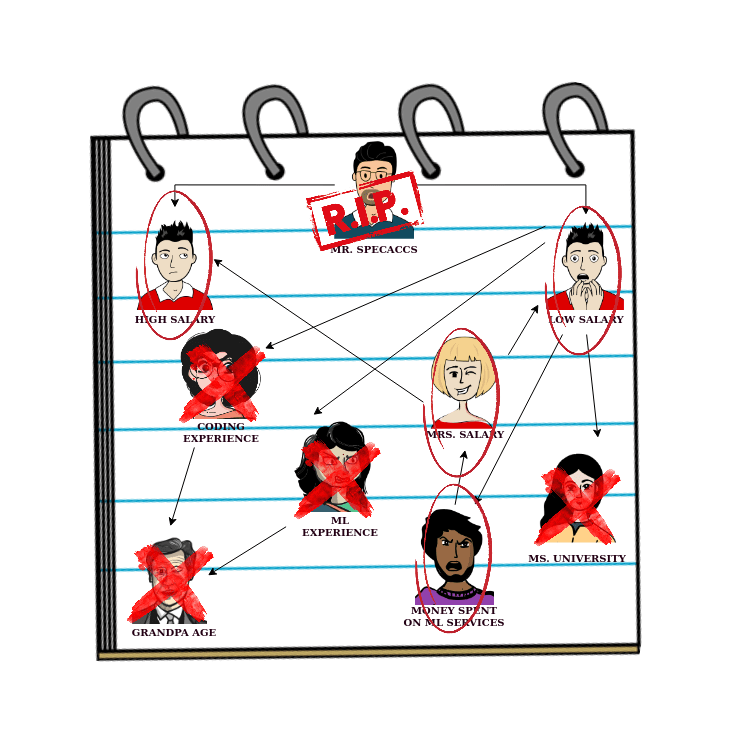 R.I.P.
MR. SPECACCS
HIGH SALARY
LOW SALARY
CODING
EXPERIENCE
MRS. SALARY
ML
EXPERIENCE
MS. UNIVERSITY
MONEY SPENT
ON ML SERVICES
GRANDPA AGE